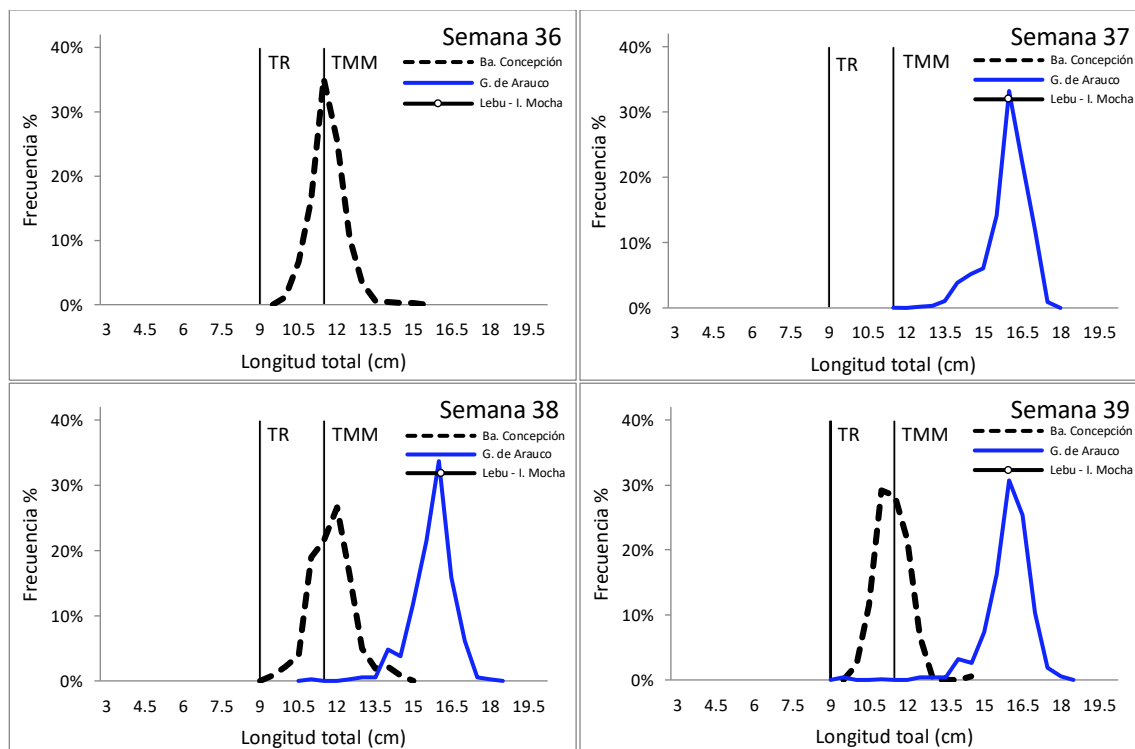 Semana 36
40%
30%
20%
10%
0%
Frecuencia %
TR
TMM
Ba. Concepción
G. de Arauco
Lebu - I. Mocha
3 4.5 6 7.5 9 10.5 12 13.5 15 16.5 18 19.5
Longitud total (cm)
Semana 37
40%
30%
20%
10%
0%
Frecuencia %
TR
TMM
Ba. Concepción
G. de Arauco
Lebu - I. Mocha
3 4.5 6 7.5 9 10.5 12 13.5 15 16.5 18 19.5
Longitud total (cm)
Semana 38
40%
30%
20%
10%
0%
Frecuencia %
TR
TMM
Ba. Concepción
G. de Arauco
Lebu - I. Mocha
3 4.5 6 7.5 9 10.5 12 13.5 15 16.5 18 19.5
Longitud total (cm)
Semana 39
40%
30%
20%
10%
0%
Frecuencia %
TR
TMM
Ba. Concepción
G. de Arauco
Lebu - I. Mocha
3 4.5 6 7.5 9 10.5 12 13.5 15 16.5 18 19.5
Longitud toal (cm)